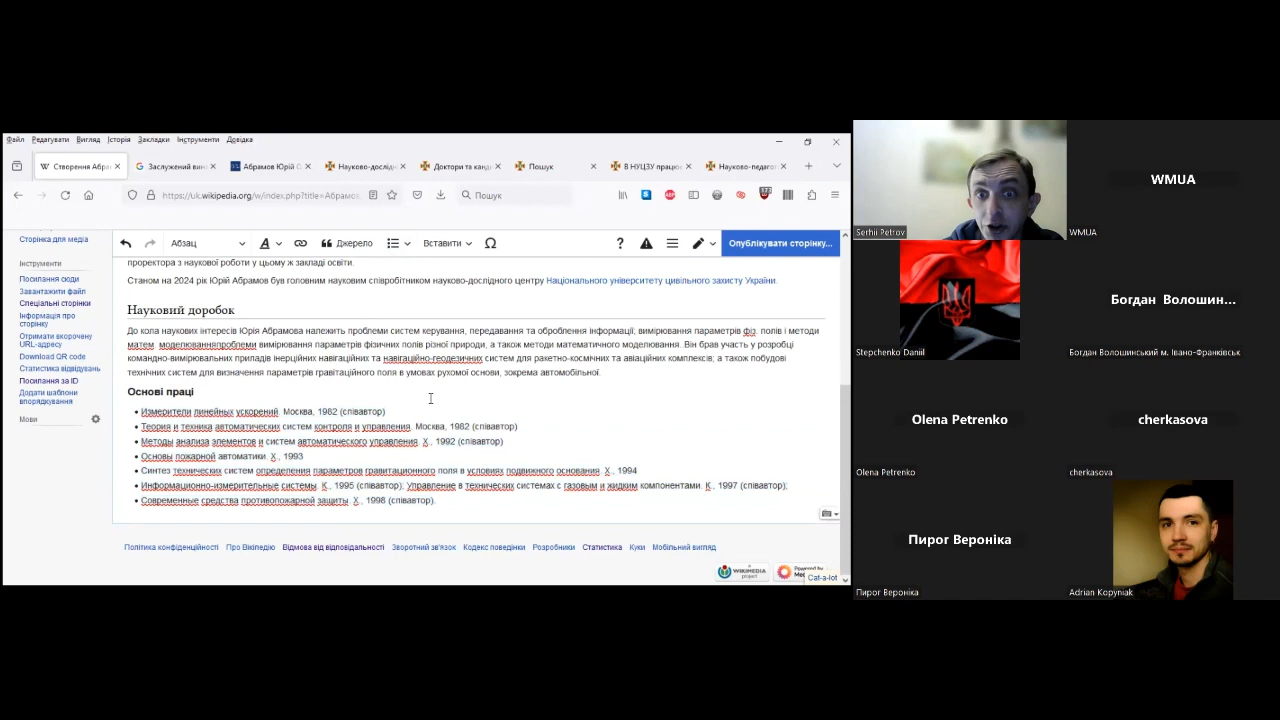 Файл Редагувати Вигляд Історія Закладки Інструменти Довідка
Створення Абра
Заслужений вин
Абрамов Юрій О
Науково-дослідн
Доктори та канд
Пошук
В НУЦЗУ працює
Науково-педагог
https://uk.wikipedia.org/w/index.php?title=Абрамов
Пошук
Абзац
Джерело
Вставити
Опублікувати сторінку...
Сторінка для медіа
Інструменти
Посилання сюди
Завантажити файл
Спеціальні сторінки
Інформація про
сторінку
Отримати вкорочену
URL-адресу
Download QR code
Статистика відвідувань
Посилання за ID
Додати шаблони
впорядкування
Мови
проректора з наукової роботи у цьому ж закладі освіти.
Станом на 2024 рік Юрій Абрамов був головним науковим співробітником науково-дослідного центру Національного університету цивільного захисту України.
Науковий доробок
До кола наукових інтересів Юрія Абрамова належить проблеми систем керування, передавання та оброблення інформації; вимірювання параметрів фіз. полів і методи
матем. моделюванняпроблеми вимірювання параметрів фізичних полів різної природи, а також методи математичного моделювання. Він брав участь у розробці
командно-вимірювальних приладів інерційних навігаційних та навігаційно-геодезичних систем для ракетно-космічних та авіаційних комплексів; а також побудові
технічних систем для визначення параметрів гравітаційного поля в умовах рухомої основи, зокрема автомобільної.
Основі праці
Измерители линейных ускорений. Москва, 1982 (співавтор)
Теория и техника автоматических систем контроля и управления. Москва, 1982 (співавтор)
Методы анализа элементов и систем автоматического управления. Х., 1992 (співавтор)
Основы пожарной автоматики. Х., 1993
Синтез технических систем определения параметров гравитационного поля в условиях подвижного основания. Х., 1994
Информационно-измерительные системы. К., 1995 (співавтор); Управление в технических системах с газовым и жидким компонентами. К., 1997 (співавтор);
Современные средства противопожарной защиты. Х., 1998 (співавтор).
Політика конфіденційності Про Вікіпедію Відмова від відповідальності Зворотний зв'язок Кодекс поведінки Розробники Статистика Куки Мобільний вигляд
WIKIMEDIA
project
Powered by
Cat-a-lot
Serhii Petrov
WMUA
WMUA
Stepchenko Daniil
Богдан Волошин...
Богдан Волошинський м. Івано-Франківськ
Olena Petrenko
Olena Petrenko
cherkasova
cherkasova
Пирог Вероніка
Пирог Вероніка
Adrian Kopyniak